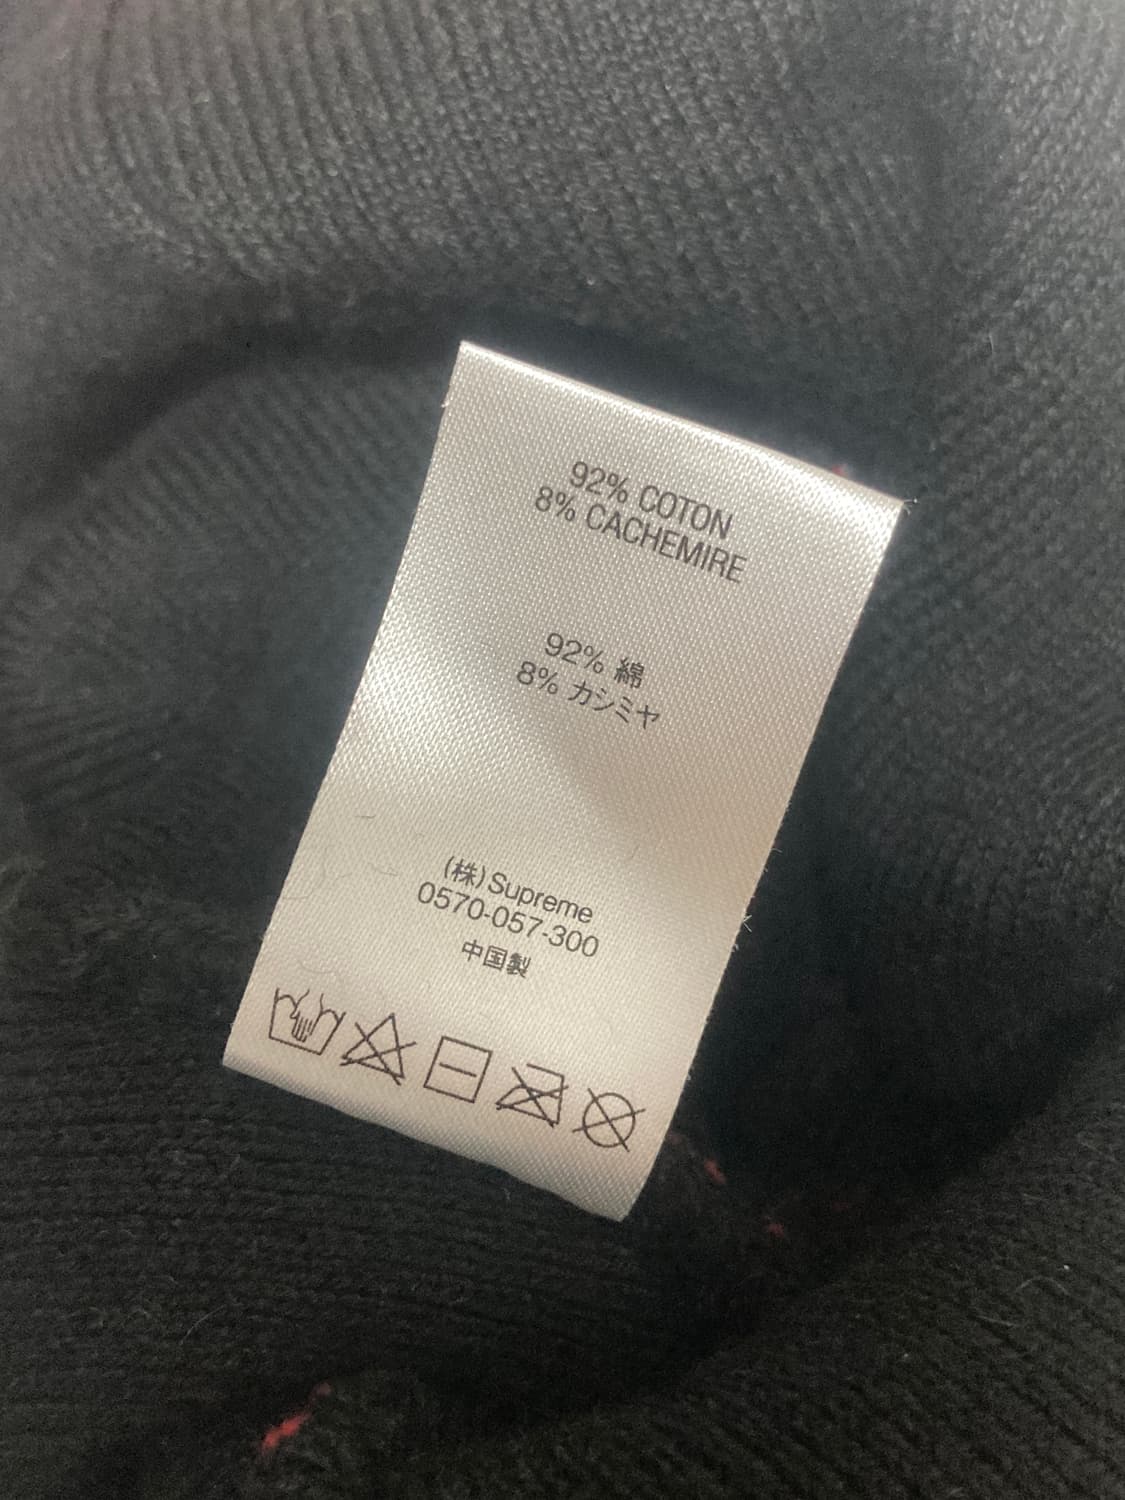 92% COTON
8% CACHEMIRE
92% 綿
8% カシミヤ
(株)Supreme
0570-057-300
中国製